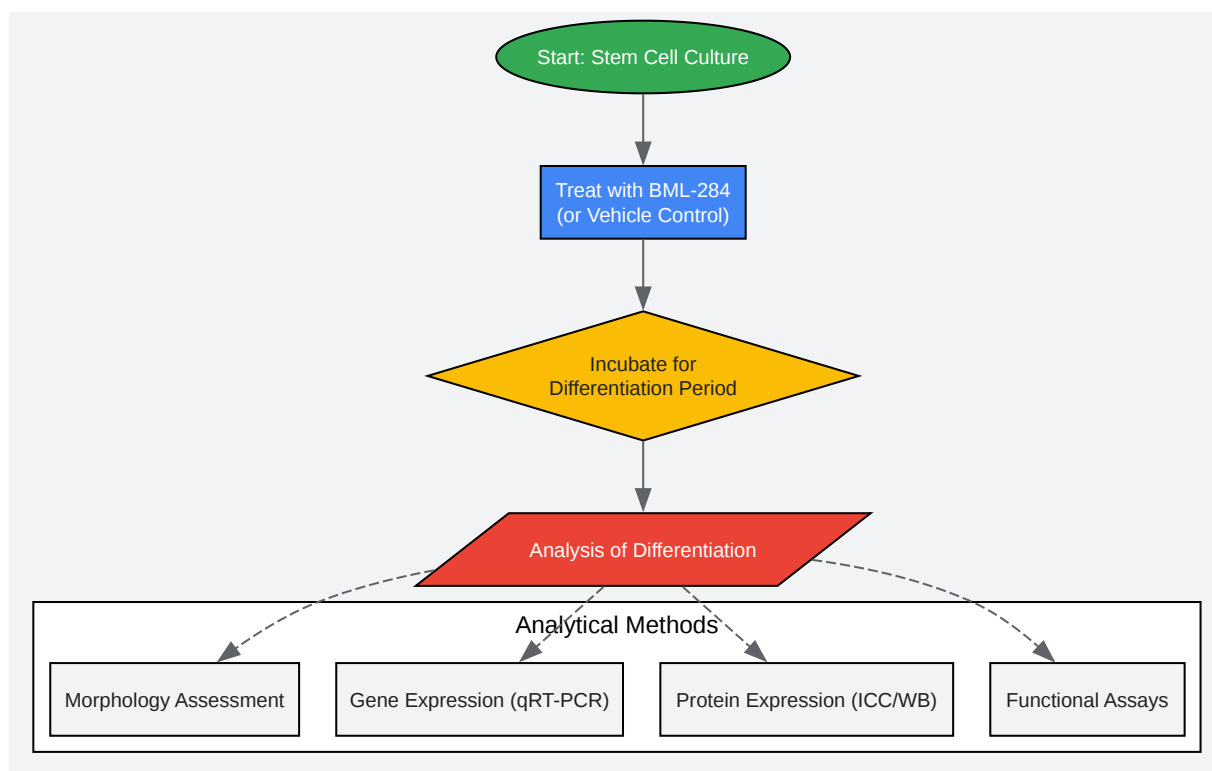 Start: Stem Cell Culture
Treat with BML-284
(or Vehicle Control)
Incubate for
Differentiation Period
Analysis of Differentiation
Analytical Methods
Morphology Assessment
Gene Expression (qRT-PCR)
Protein Expression (ICC/WB)
Functional Assays